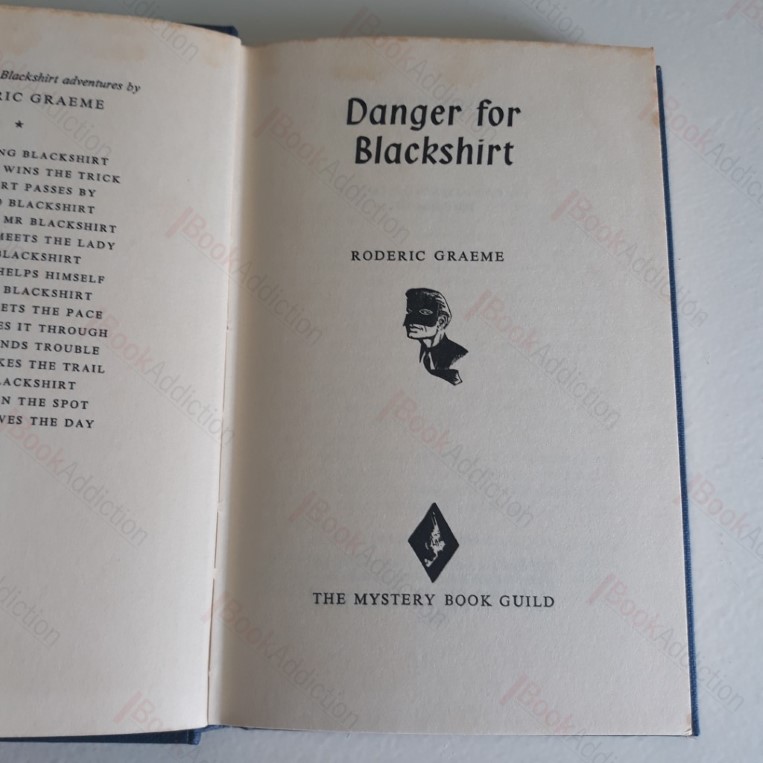 Blackshirt adventures by
RIC GRAEME
★
NG BLACKSHIRT
WINS THE TRICK
RT PASSES BY
BLACKSHIRT
MR BLACKSHIRT
MEETS THE LADY
BLACKSHIRT
HELPS HIMSELF
BLACKSHIRT
ETS THE PACE
ES IT THROUGH
NDS TROUBLE
KES THE TRAIL
LACKSHIRT
N THE SPOT
VES THE DAY
Danger for
Blackshirt
RODERIC GRAEME
THE MYSTERY BOOK GUILD
BookAddiction